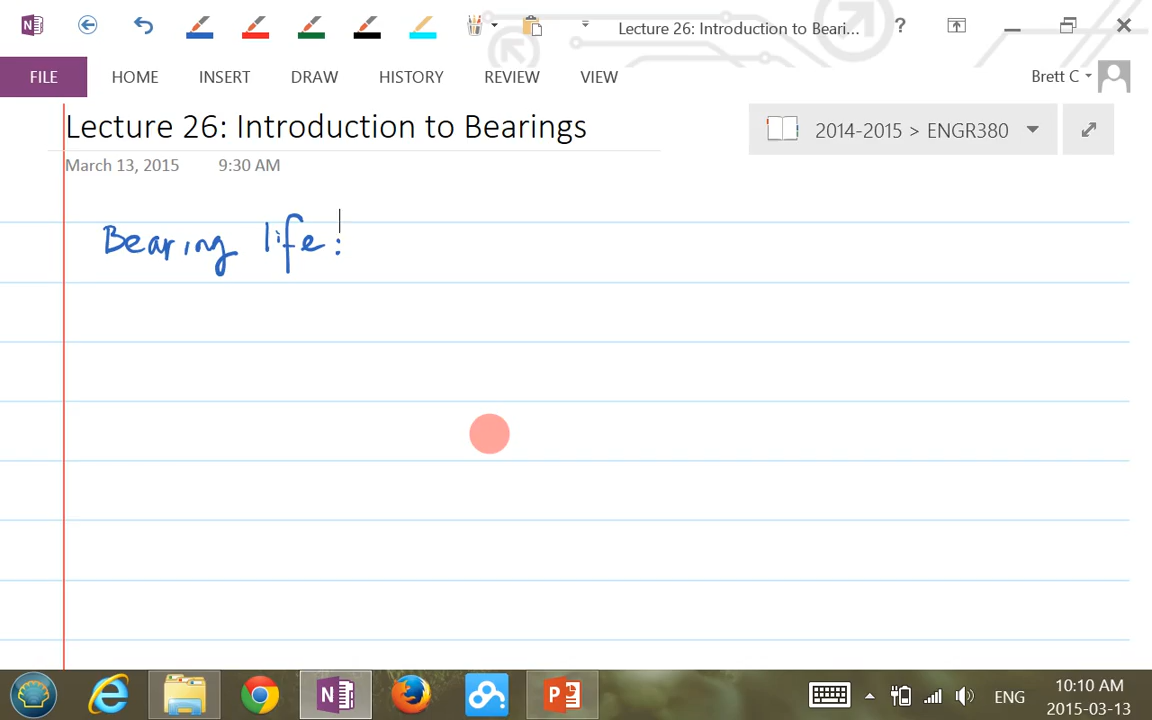 Lecture 26: Introduction to Beari... ?
FILE HOME INSERT DRAW HISTORY REVIEW VIEW Brett C
Lecture 26: Introduction to Bearings
2014-2015 > ENGR380
March 13, 2015 9:30 AM
Bearing life:
ENG 10:10 AM
2015-03-13